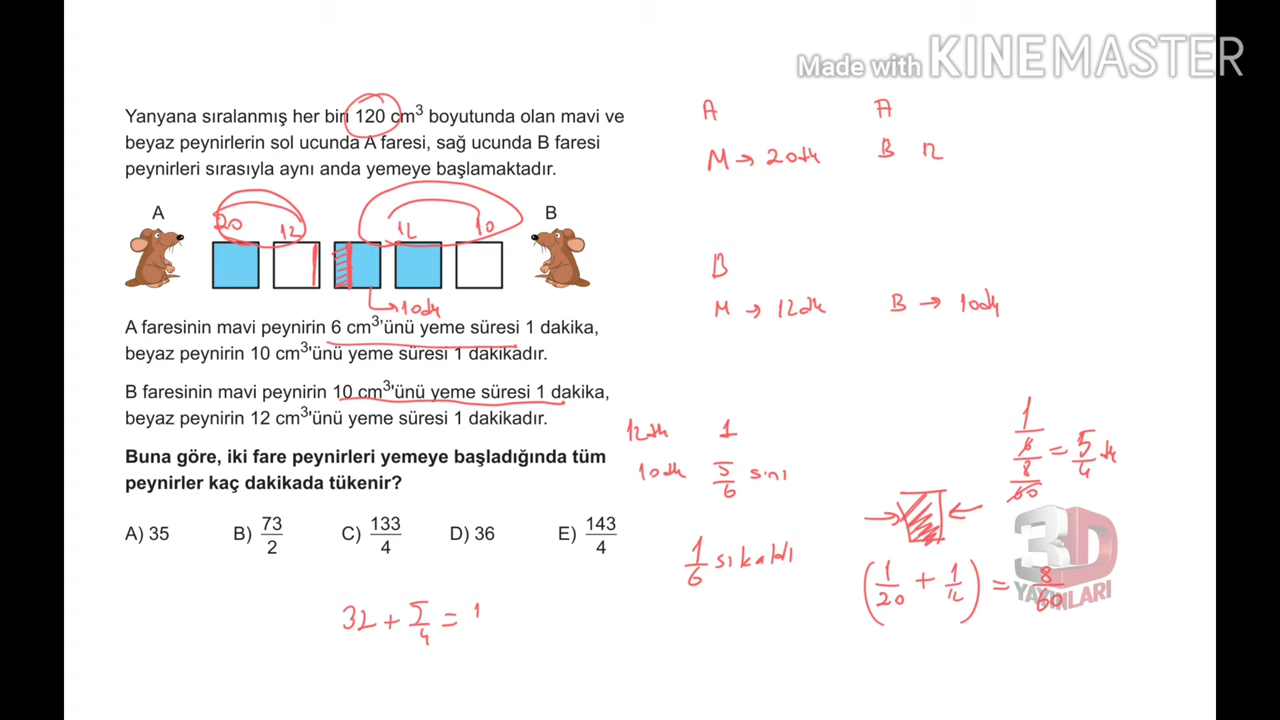 Made with KINEMASTER
Yanyana sıralanmış her biri 120 cm³ boyutunda olan mavi ve
beyaz peynirlerin sol ucunda A faresi, sağ ucunda B faresi
peynirleri sırasıyla aynı anda yemeye başlamaktadır.
A
B
20 12 12 10
10dk
A faresinin mavi peynirin 6 cm³'ünü yeme süresi 1 dakika,
beyaz peynirin 10 cm³'ünü yeme süresi 1 dakikadır.
B faresinin mavi peynirin 10 cm³'ünü yeme süresi 1 dakika,
beyaz peynirin 12 cm³'ünü yeme süresi 1 dakikadır.
Buna göre, iki fare peynirleri yemeye başladığında tüm
peynirler kaç dakikada tükenir?
A) 35 B) 73/2 C) 133/4 D) 36 E) 143/4
32 + 5/4 = 1
A A
M → 20dk B 12
B
M → 12dk B → 10dk
12dk 1
10dk 5/6 sını
1/6 sı kaldı
1/(8/60) = 5/4 dk
(1/20 + 1/12) = 8/60
3D
YAYINLARI